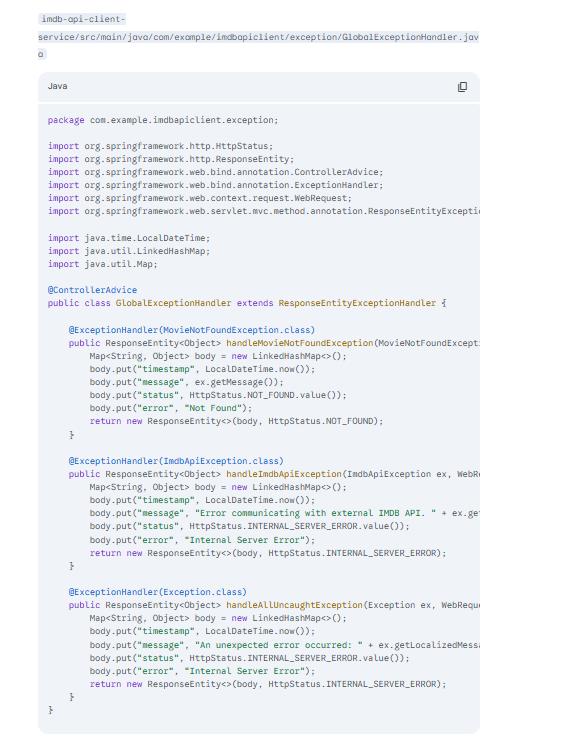 imdb-api-client-
service/src/main/java/com/example/imdbapiclient/exception/GlobalExceptionHandler.jav
a
Java
package com.example.imdbapiclient.exception;
import org.springframework.http.HttpStatus;
import org.springframework.http.ResponseEntity;
import org.springframework.web.bind.annotation.ControllerAdvice;
import org.springframework.web.bind.annotation.ExceptionHandler;
import org.springframework.web.context.request.WebRequest;
import org.springframework.web.servlet.mvc.method.annotation.ResponseEntityExceptio
import java.time.LocalDateTime;
import java.util.LinkedHashMap;
import java.util.Map;
@ControllerAdvice
public class GlobalExceptionHandler extends ResponseEntityExceptionHandler {
@ExceptionHandler(MovieNotFoundException.class)
public ResponseEntity<Object> handleMovieNotFoundException(MovieNotFoundExcepti
Map<String, Object> body = new LinkedHashMap<>();
body.put("timestamp", LocalDateTime.now());
body.put("message", ex.getMessage());
body.put("status", HttpStatus.NOT_FOUND.value());
body.put("error", "Not Found");
return new ResponseEntity<>(body, HttpStatus.NOT_FOUND);
}
@ExceptionHandler(ImdbApiException.class)
public ResponseEntity<Object> handleImdbApiException(ImdbApiException ex, WebRe
Map<String, Object> body = new LinkedHashMap<>();
body.put("timestamp", LocalDateTime.now());
body.put("message", "Error communicating with external IMDB API. " + ex.get
body.put("status", HttpStatus.INTERNAL_SERVER_ERROR.value());
body.put("error", "Internal Server Error");
return new ResponseEntity<>(body, HttpStatus.INTERNAL_SERVER_ERROR);
}
@ExceptionHandler(Exception.class)
public ResponseEntity<Object> handleAllUncaughtException(Exception ex, WebReque
Map<String, Object> body = new LinkedHashMap<>();
body.put("timestamp", LocalDateTime.now());
body.put("message", "An unexpected error occurred: " + ex.getLocalizedMessa
body.put("status", HttpStatus.INTERNAL_SERVER_ERROR.value());
body.put("error", "Internal Server Error");
return new ResponseEntity<>(body, HttpStatus.INTERNAL_SERVER_ERROR);
}
}